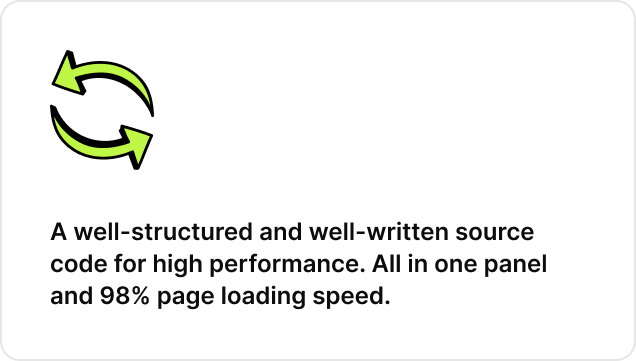 A well-structured and well-written source
code for high performance. All in one panel
and 98% page loading speed.